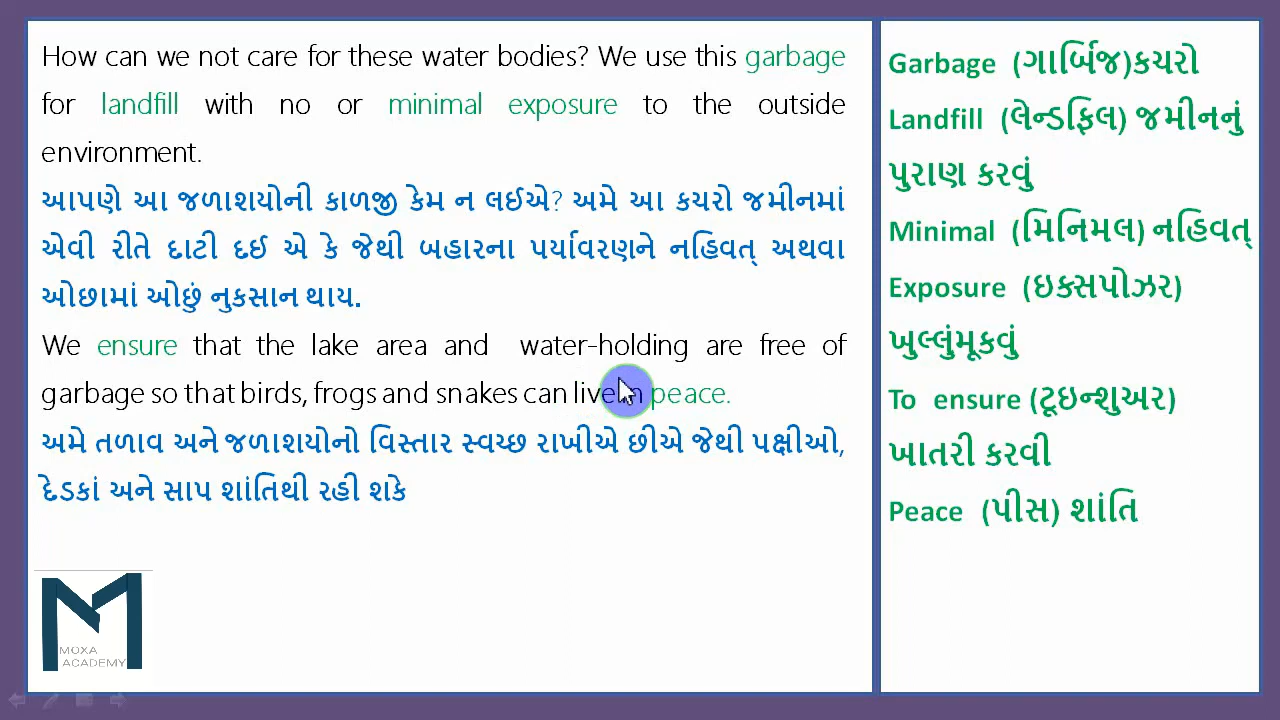 How can we not care for these water bodies? We use this garbage
for landfill with no or minimal exposure to the outside
environment.
આપણે આ જળાશયોની કાળજી કેમ ન લઈએ? અમે આ કચરો જમીનમાં
એવી રીતે દાટી દઈ એ કે જેથી બહારના પર્યાવરણને નહિવત્ અથવા
ઓછામાં ઓછું નુકસાન થાય.
We ensure that the lake area and water-holding are free of
garbage so that birds, frogs and snakes can live in peace.
અમે તળાવ અને જળાશયોનો વિસ્તાર સ્વચ્છ રાખીએ છીએ જેથી પક્ષીઓ,
દેડકાં અને સાપ શાંતિથી રહી શકે
MOXA
ACADEMY
Garbage (ગાર્બિજ)કચરો
Landfill (લેન્ડફિલ) જમીનનું
પુરાણ કરવું
Minimal (મિનિમલ) નહિવત્
Exposure (ઇક્સપોઝર)
ખુલ્લુંમૂકવું
To ensure (ટૂઇન્શુઅર)
ખાતરી કરવી
Peace (પીસ) શાંતિ